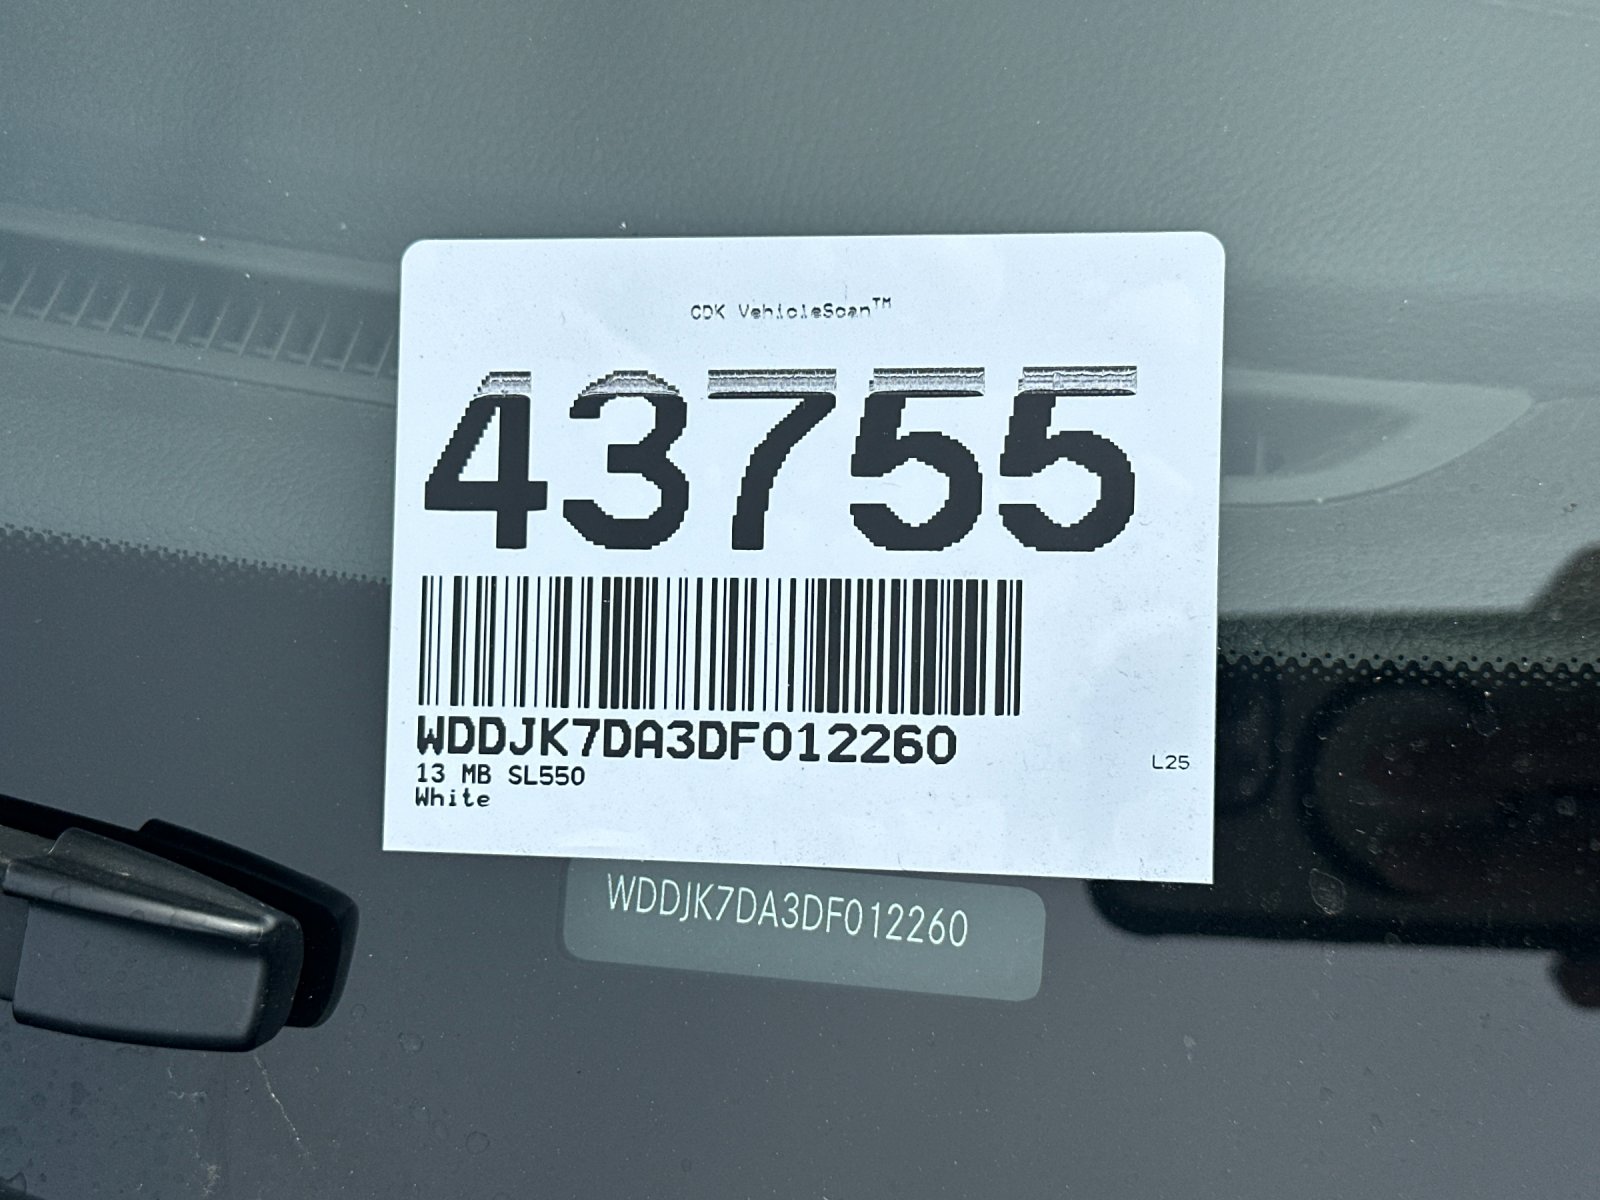 CDK VehicleScan™
43755
WDDJK7DA3DF012260
13 MB SL550
White
L25
WDDJK7DA3DF012260